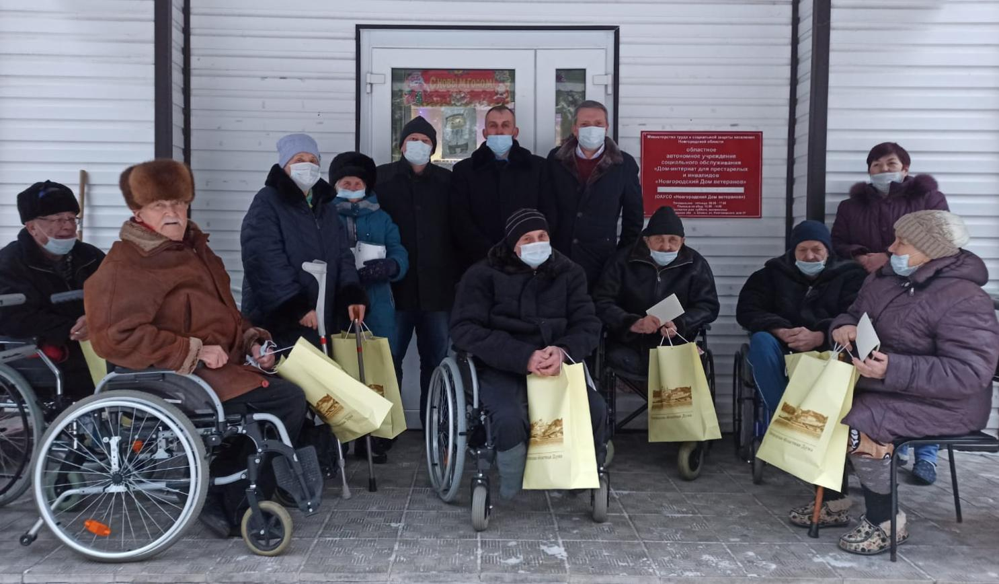 С НОВЫМ ГОДОМ!
Министерство труда и социальной защиты населения
Новгородской области
областное
автономное учреждение
социального обслуживания
«Дом-интернат для престарелых
и инвалидов
«Новгородский Дом ветеранов»
(ОАУСО «Новгородский Дом ветеранов»)
областная Дума